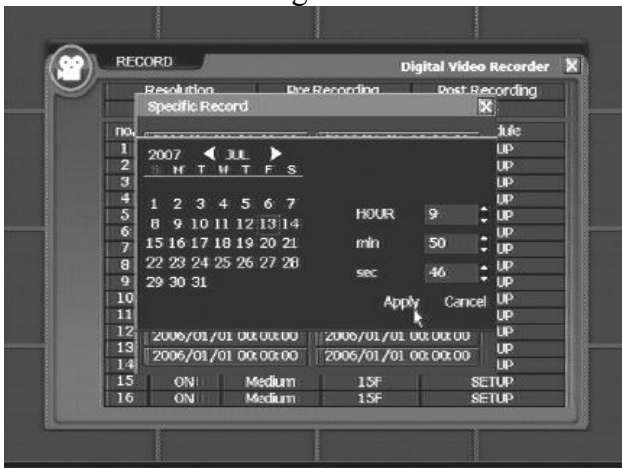 RECORD
Digital Video Recorder X
Resolution Pre Recording Post Recording
Specific Record X
no. dule
1 UP
2007 JUL
2 UP
S M T W T F S
3 UP
4 1 2 3 4 5 6 7 UP
5 8 9 10 11 12 13 14 HOUR 9 UP
6 UP
7 15 16 17 18 19 20 21 min 50 UP
8 22 23 24 25 26 27 28 sec 46 UP
9 29 30 31 UP
10 Apply Cancel UP
11 UP
12 2006/01/01 00:00:00 2006/01/01 00:00:00 UP
13 2006/01/01 00:00:00 2006/01/01 00:00:00 UP
14 UP
15 ON Medium 15F SETUP
16 ON Medium 15F SETUP